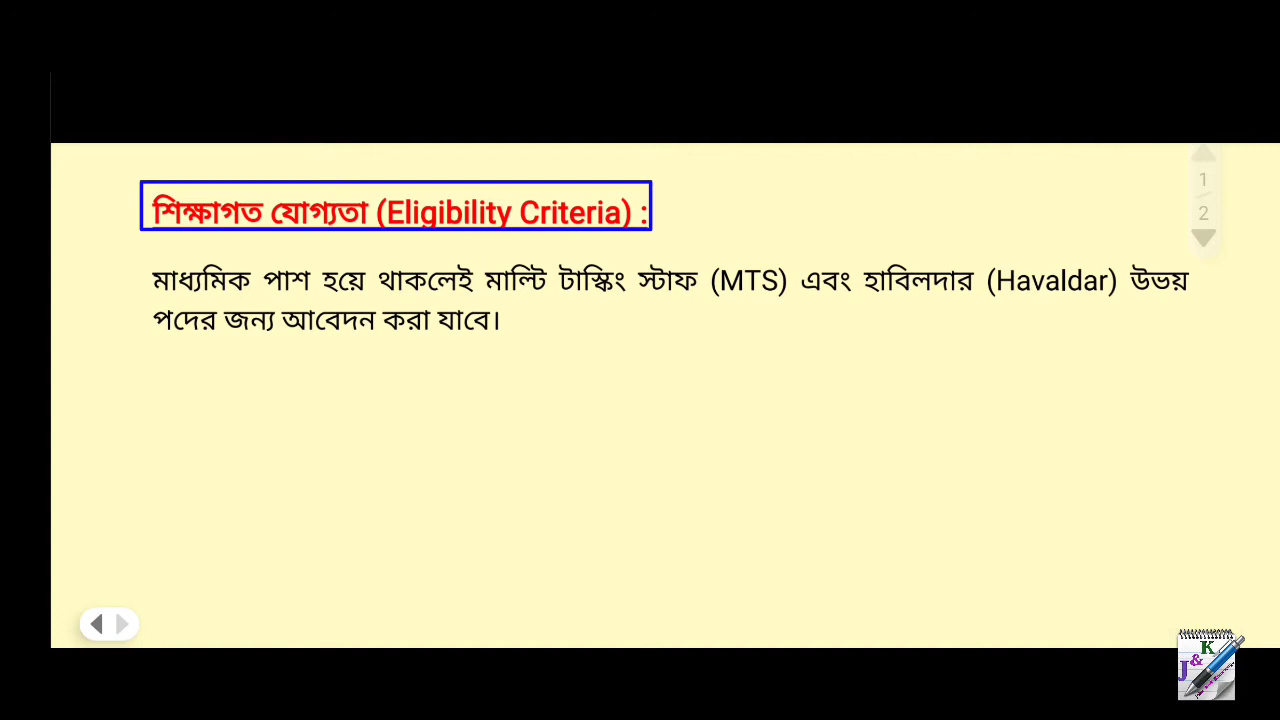 শিক্ষাগত যোগ্যতা (Eligibility Criteria) :
1
2
মাধ্যমিক পাশ হয়ে থাকলেই মাল্টি টাস্কিং স্টাফ (MTS) এবং হাবিলদার (Havaldar) উভয়
পদের জন্য আবেদন করা যাবে।
J&K